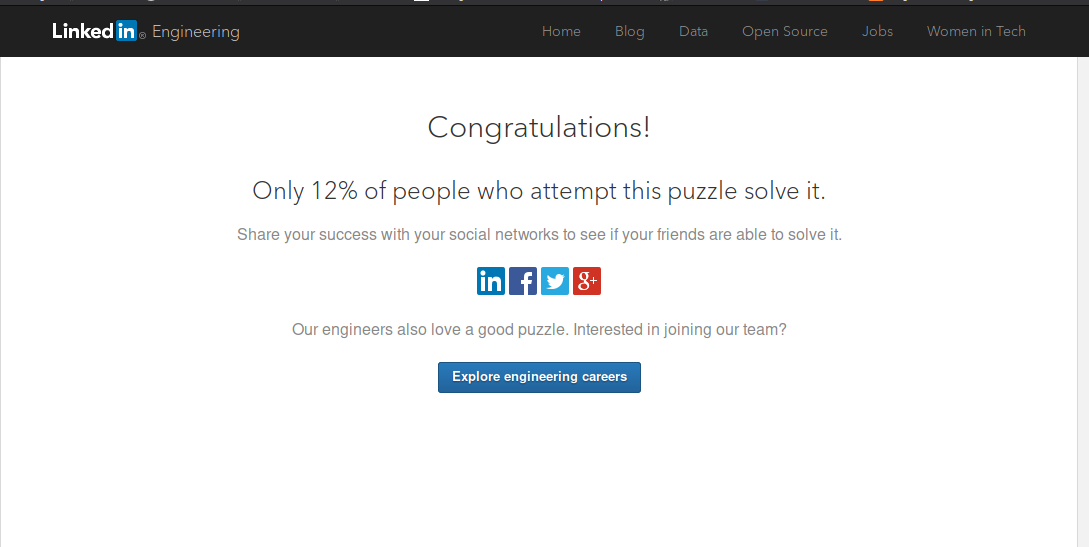 Linked in ® Engineering
Home Blog Data Open Source Jobs Women in Tech
Congratulations!
Only 12% of people who attempt this puzzle solve it.
Share your success with your social networks to see if your friends are able to solve it.
in f g+
Our engineers also love a good puzzle. Interested in joining our team?
Explore engineering careers